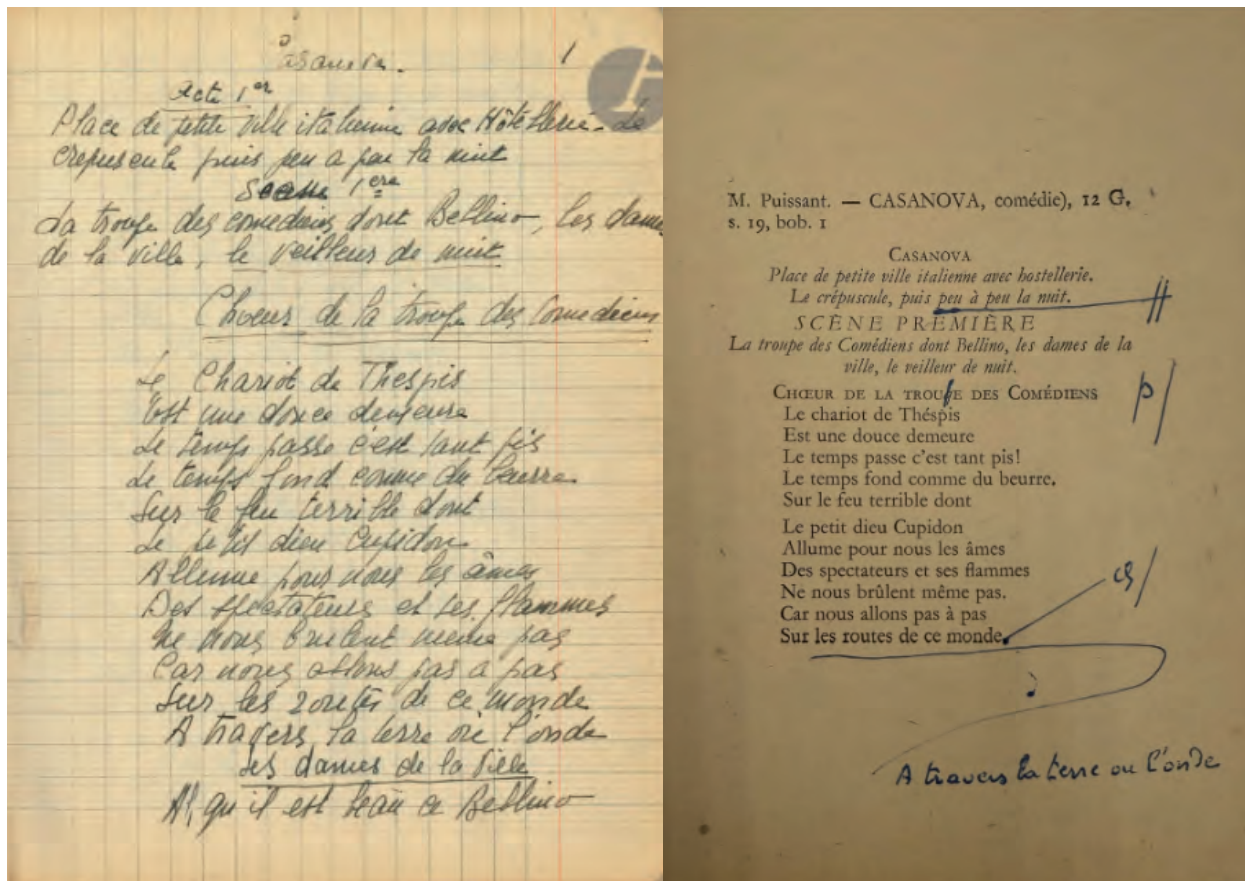 Casanova.
1
Acte 1er
Place de petite ville italienne avec Hôtellerie. Le
crepuscule puis peu a peu la nuit
Scene 1ere
La troupe des comediens dont Bellino, les dames
de la ville, le veilleur de nuit
Choeur de la troupe des Comediens
Le Chariot de Thespis
Est une douce demeure
Le temps passe c'est tant pis
Le temps fond comme du beurre
Sur le feu terrible dont
Le petit dieu Cupidon
Allume pour nous les âmes
Des spectateurs et ses flammes
Ne nous brulent meme pas
Car nous allons pas a pas
Sur les routes de ce monde
A travers la terre ou l'onde
Les dames de la ville
Ah, qu'il est beau ce Bellino
M. Puissant. — CASANOVA, comédie), 12 G.
s. 19, bob. 1
CASANOVA
Place de petite ville italienne avec hostellerie.
Le crépuscule, puis peu à peu la nuit.
SCÈNE PREMIÈRE
La troupe des Comédiens dont Bellino, les dames de la
ville, le veilleur de nuit.
CHŒUR DE LA TROUPE DES COMÉDIENS
p/
Le chariot de Théspis
Est une douce demeure
Le temps passe c'est tant pis!
Le temps fond comme du beurre.
Sur le feu terrible dont
Le petit dieu Cupidon
Allume pour nous les âmes
Des spectateurs et ses flammes
Ne nous brûlent même pas.
Car nous allons pas à pas
Sur les routes de ce monde.
A travers la terre ou l'onde